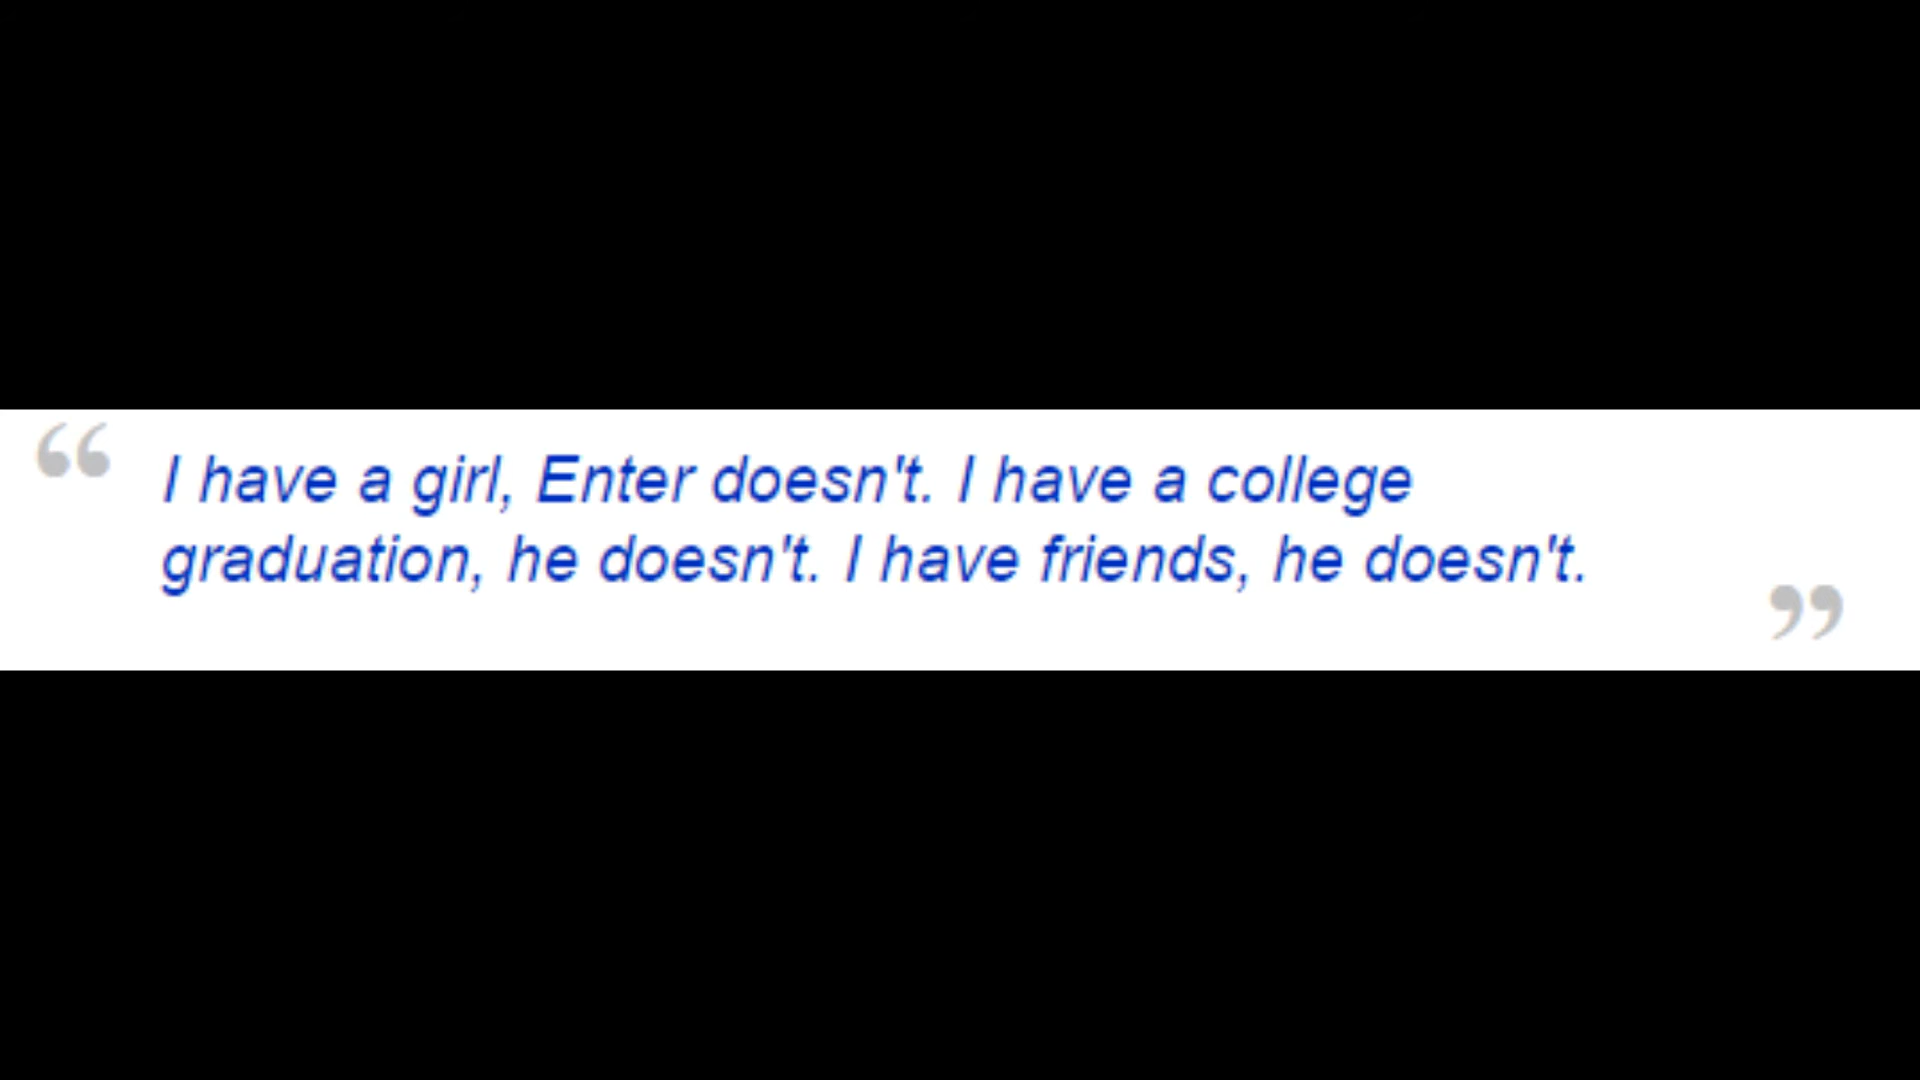 “ I have a girl, Enter doesn't. I have a college
graduation, he doesn't. I have friends, he doesn't. ”